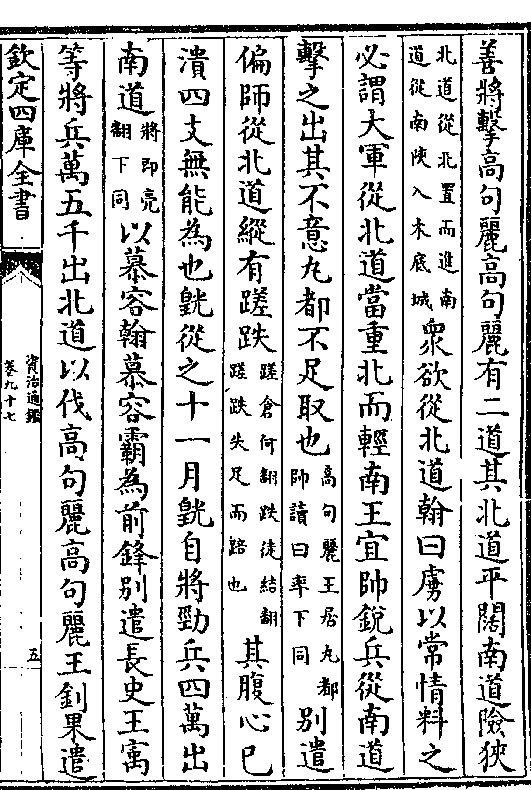 善將擊高句麗高句麗有二道其北道平闊南道險狹
北道從北置而進南道從南陜入木底城衆欲從北道翰曰虜以常情料之
必謂大軍從北道當重北而輕南王宜帥銳兵從南道
擊之出其不意丸都不足取也高句麗王居丸都帥讀曰率下同别遣
偏師從北道縱有蹉跌蹉倉何翻跌徒結翻蹉跌失足而踣也其腹心已
潰四支無能為也皝從之十一月皝自將勁兵四萬出
南道將即亮翻下同以慕容翰慕容霸為前鋒别遣長史王㝢
等將兵萬五千出北道以伐高句麗高句麗王釗果遣
欽定四庫全書
資治通鑑
卷九十七
五